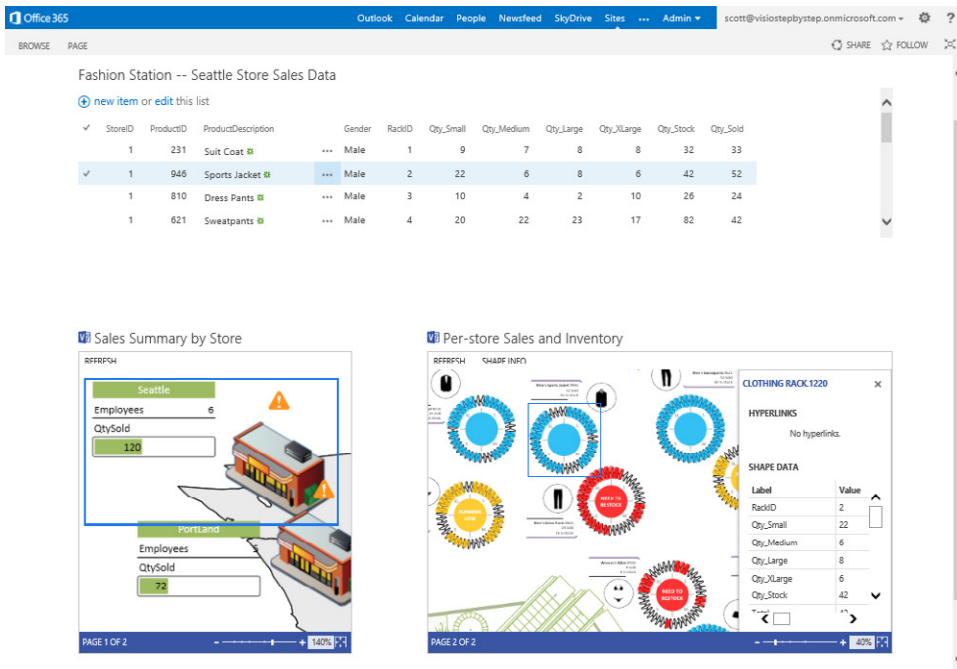 Office 365 Outlook Calendar People Newsfeed SkyDrive Sites ... Admin scott@visiostepbystep.onmicrosoft.com ?
BROWSE PAGE SHARE FOLLOW
Fashion Station -- Seattle Store Sales Data
new item or edit this list
StoreID ProductID ProductDescription Gender RackID Qty_Small Qty_Medium Qty_Large Qty_XLarge Qty_Stock Qty_Sold
1 231 Suit Coat ... Male 1 9 7 8 8 32 33
1 946 Sports Jacket ... Male 2 22 6 8 6 42 52
1 810 Dress Pants ... Male 3 10 4 2 10 26 24
1 621 Sweatpants ... Male 4 20 22 23 17 82 42
Sales Summary by Store
REFRESH
Seattle
Employees 6
QtySold
120
PortLand
Employees 5
QtySold
72
PAGE 1 OF 2 - + 140%
Per-store Sales and Inventory
REFRESH SHAPE INFO
RUNNING
LOW
NEED TO
RESTOCK
NEED TO
RESTOCK
CLOTHING RACK.1220
HYPERLINKS
No hyperlinks.
SHAPE DATA
Label Value
RackID 2
Qty_Small 22
Qty_Medium 6
Qty_Large 8
Qty_XLarge 6
Qty_Stock 42
PAGE 2 OF 2 - + 40%